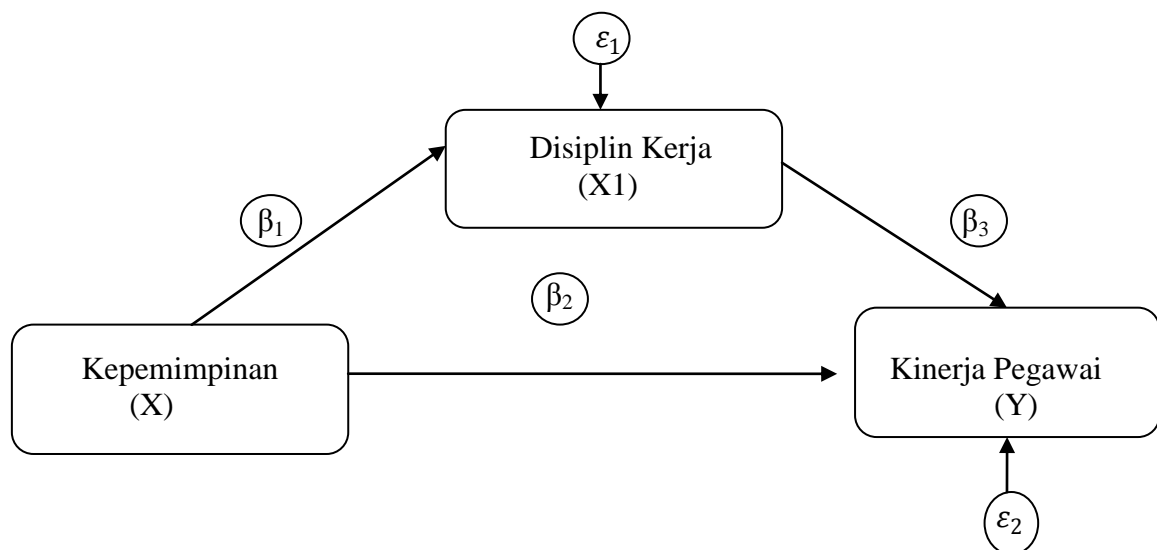 ε₁
Disiplin Kerja
(X1)
β₁
β₃
β₂
Kepemimpinan
(X)
Kinerja Pegawai
(Y)
ε₂